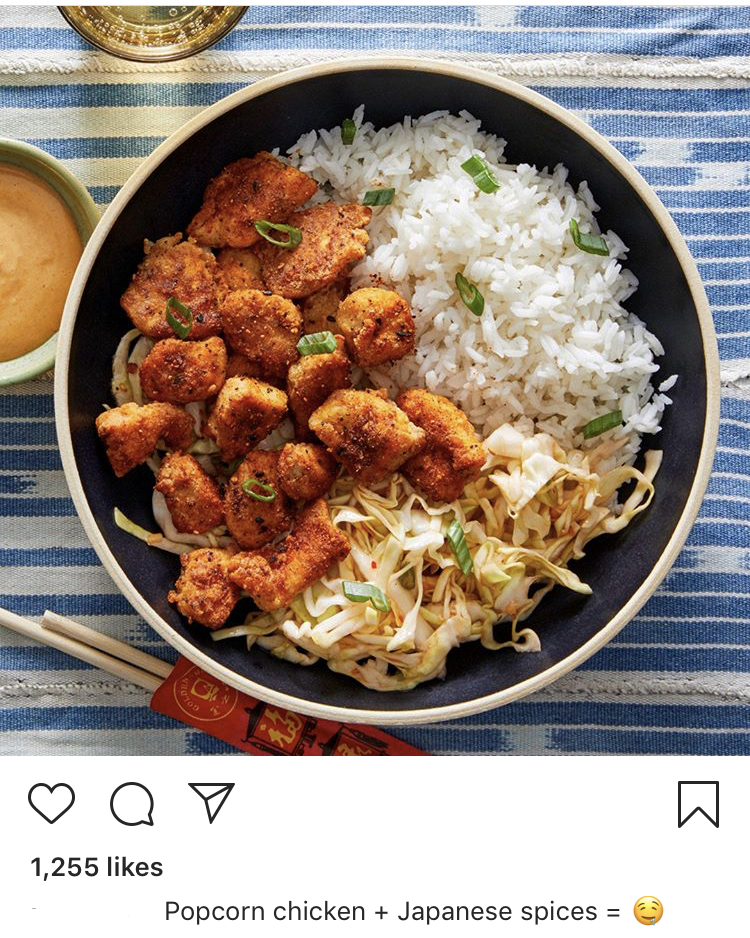 1,255 likes
Popcorn chicken + Japanese spices = 🤤